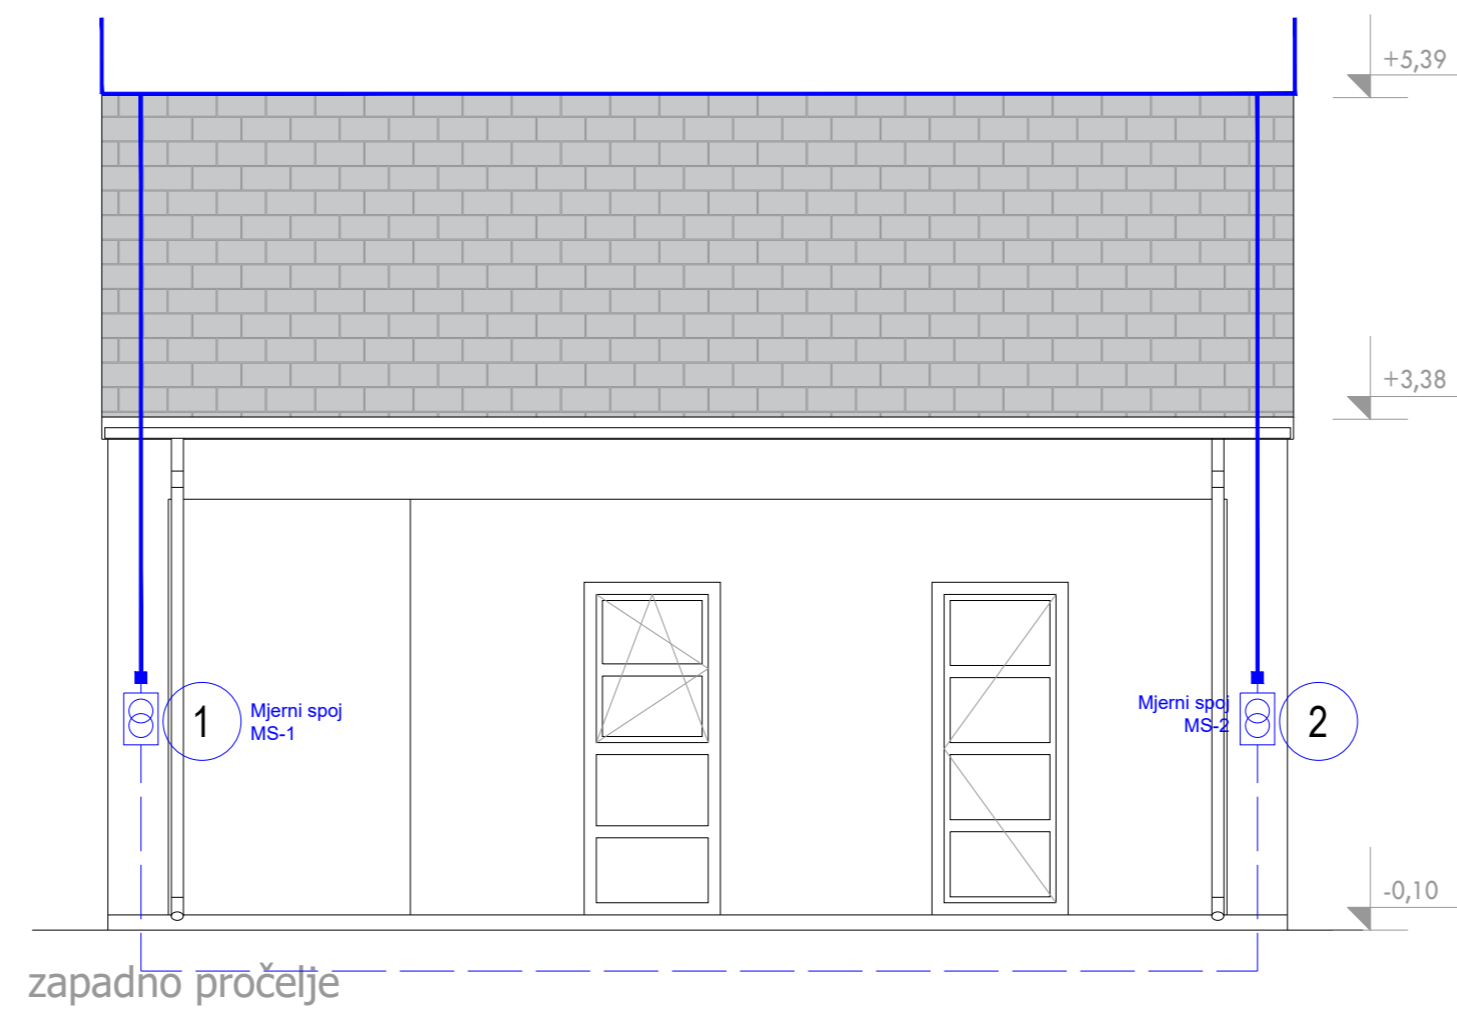 +5,39
+3,38
1
Mjerni spoj
MS-1
Mjerni spoj
MS-2
2
-0,10
zapadno pročelje